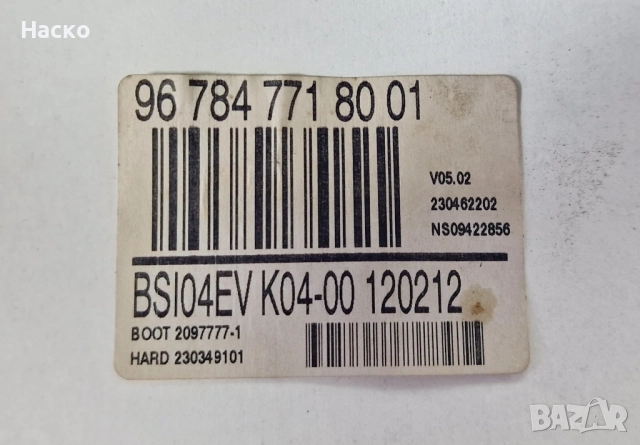 Наско
96 784 771 80 01
V05.02
230462202
NS09422856
BSI04EV K04-00 120212
BOOT 2097777-1
HARD 230349101
BAZAR